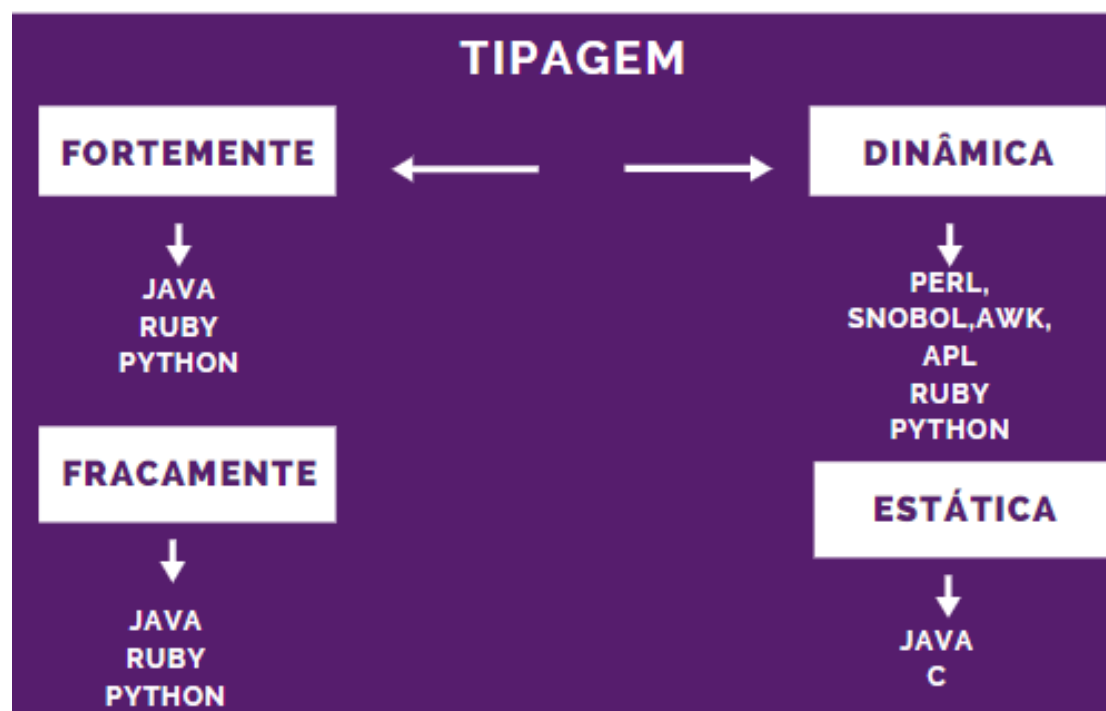 TIPAGEM
FORTEMENTE
JAVA
RUBY
PYTHON
FRACAMENTE
JAVA
RUBY
PYTHON
DINÂMICA
PERL,
SNOBOL,AWK,
APL
RUBY
PYTHON
ESTÁTICA
JAVA
C